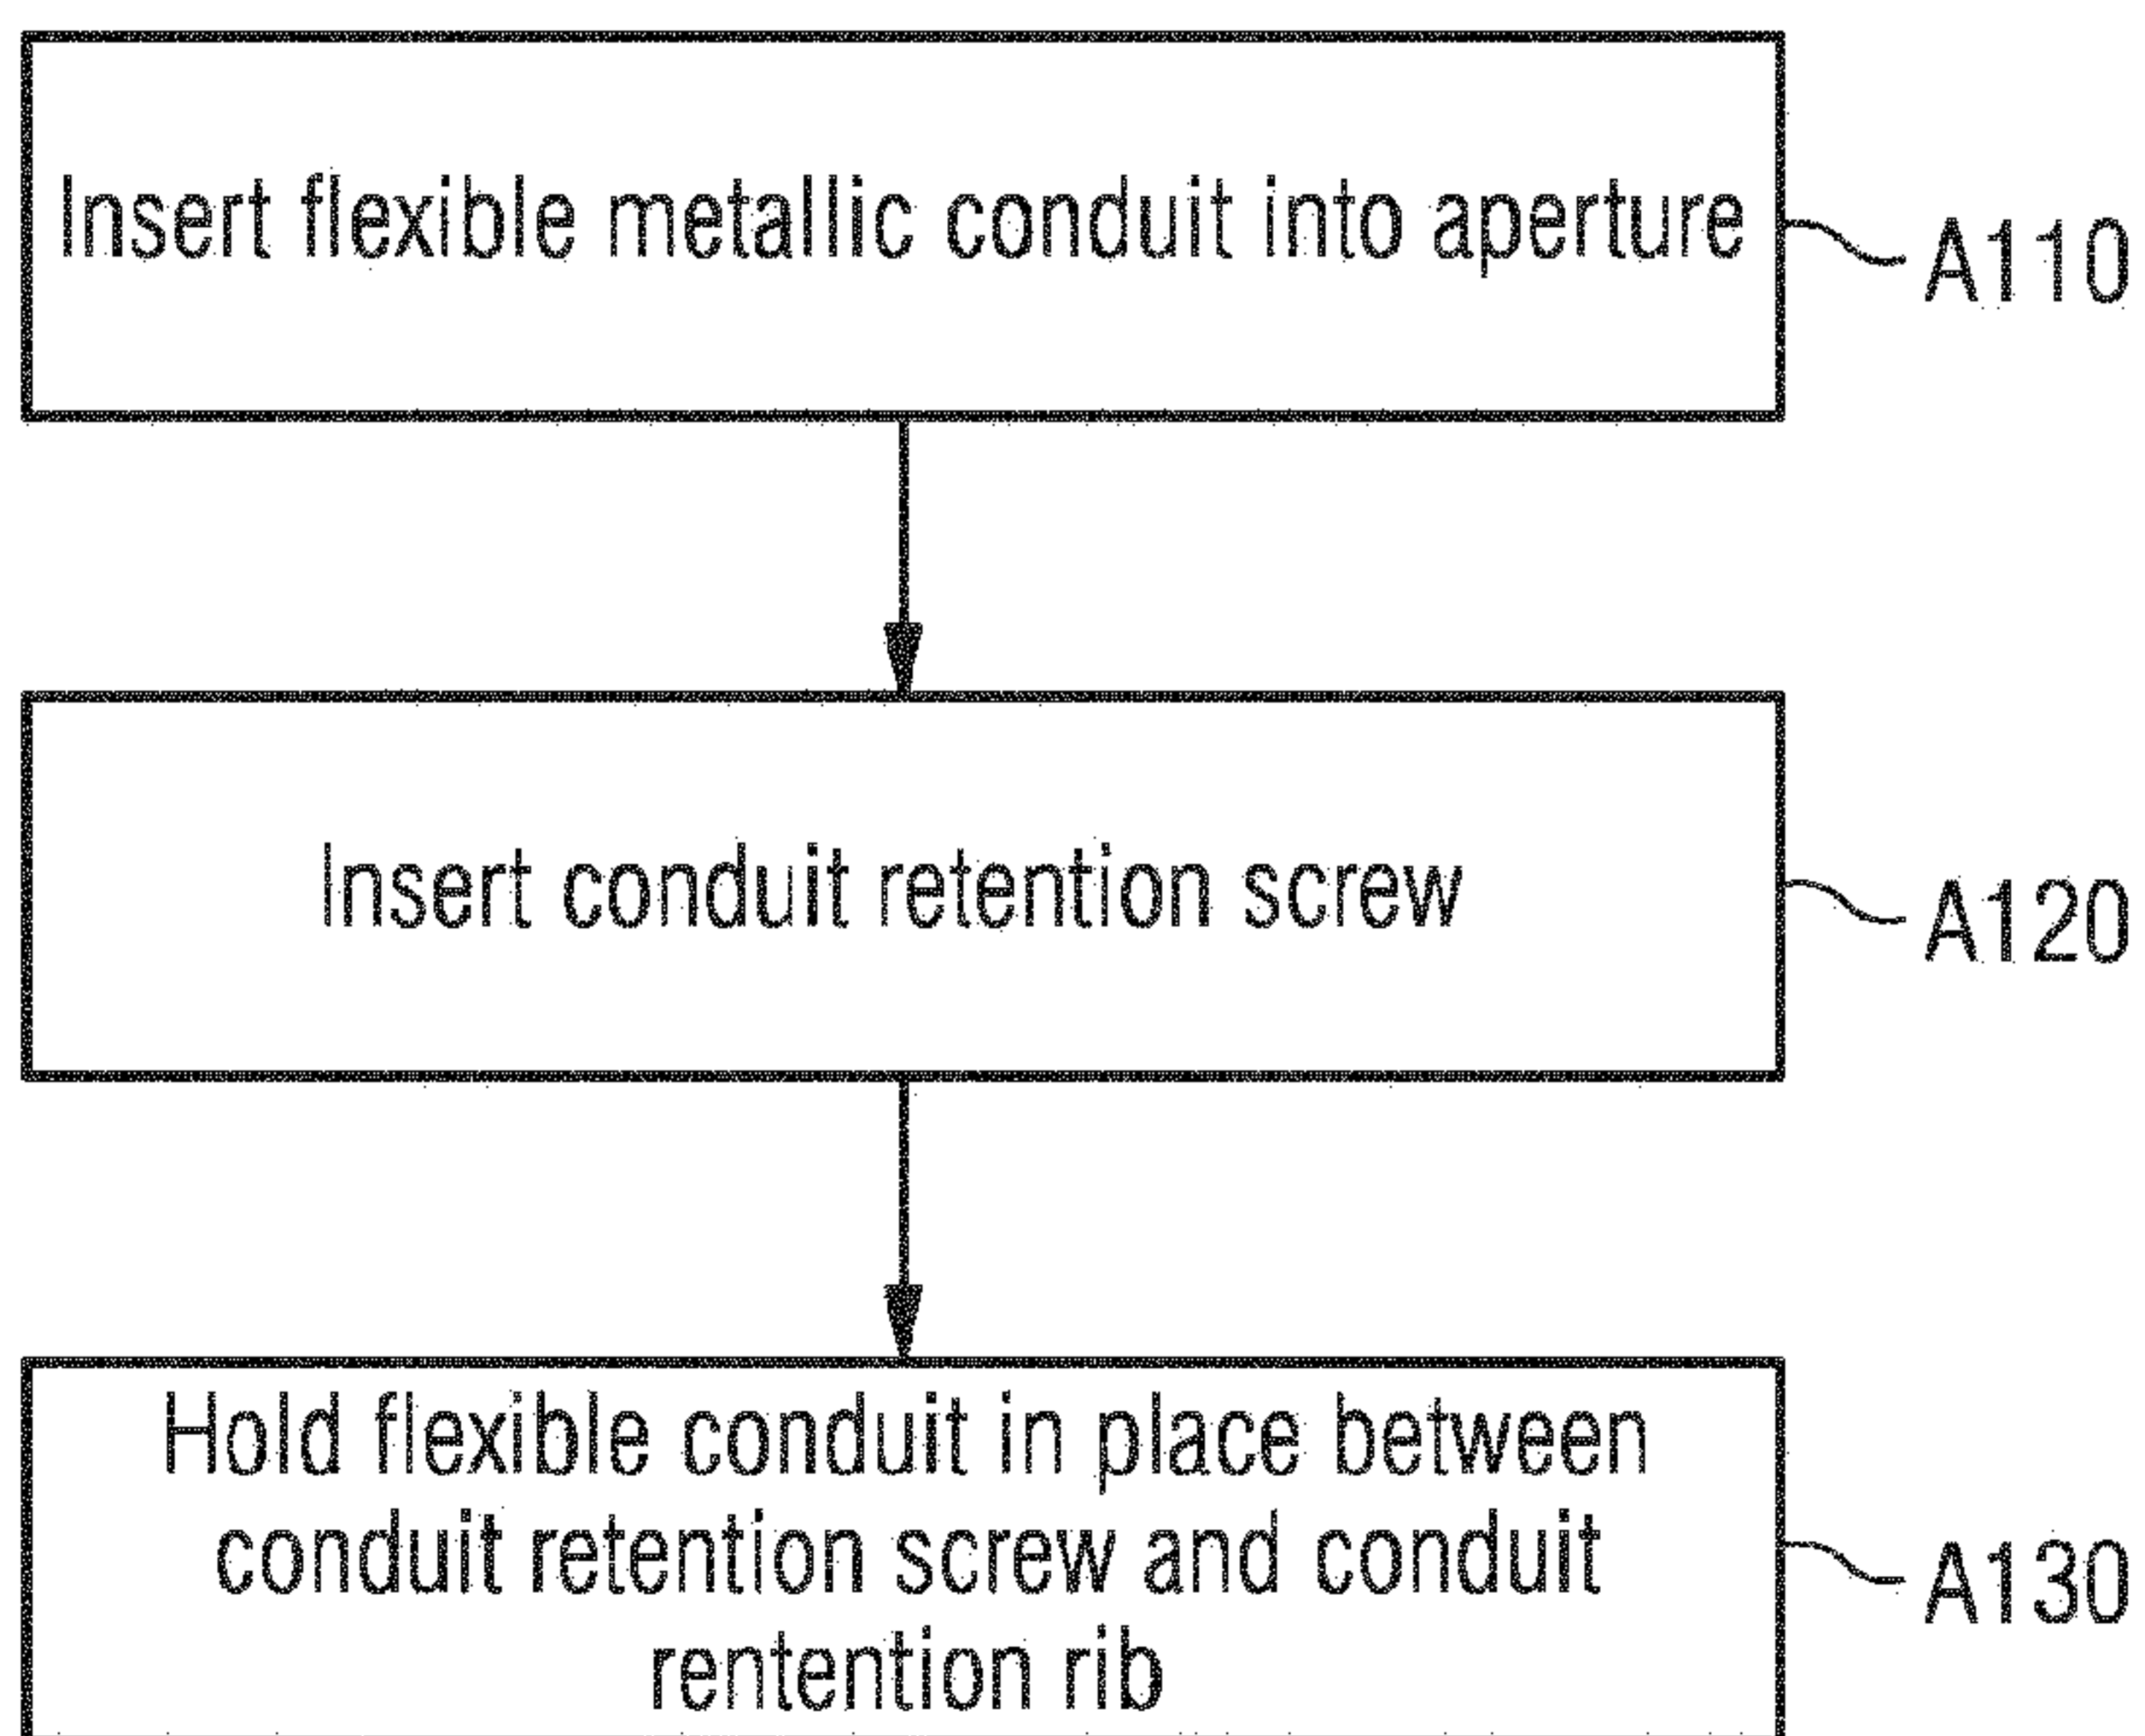 Insert flexible metallic conduit into aperture
A110
Insert conduit retention screw
A120
Hold flexible conduit in place between
conduit retention screw and conduit
rentention rib
A130